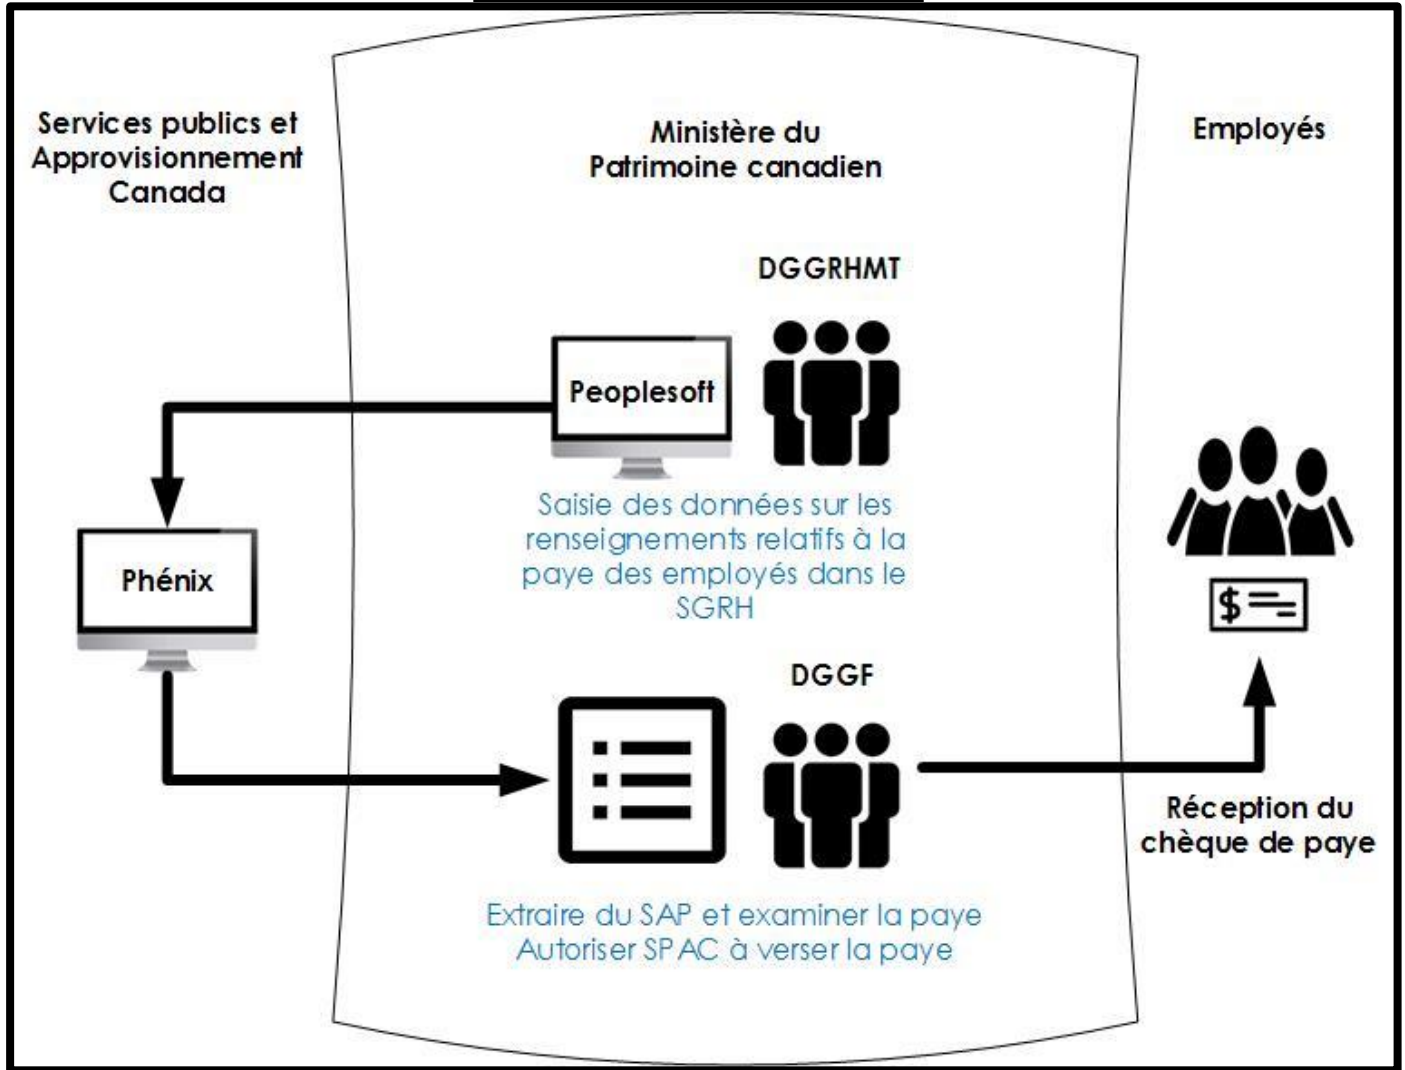 Services publics et
Approvisionnement
Canada
Ministère du
Patrimoine canadien
Employés
DGGRHMT
Peoplesoft
Saisie des données sur les
renseignements relatifs à la
paye des employés dans le
SGRH
Phénix
$
DGGF
Réception du
chèque de paye
Extraire du SAP et examiner la paye
Autoriser SPAC à verser la paye